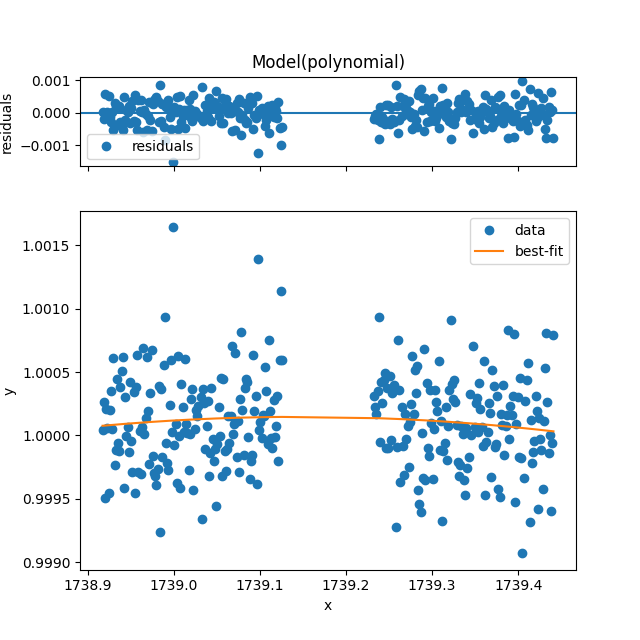 Model(polynomial)
0.001
0.000
−0.001
residuals
residuals
1.0015
1.0010
1.0005
1.0000
0.9995
0.9990
y
data
best-fit
1738.9 1739.0 1739.1 1739.2 1739.3 1739.4
x